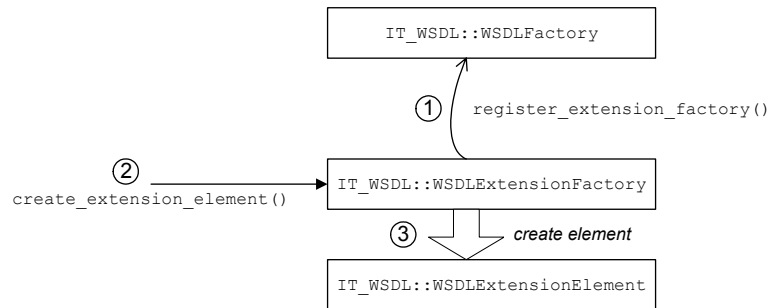 IT_WSDL::WSDLFactory
1
register_extension_factory()
2
create_extension_element()
IT_WSDL::WSDLExtensionFactory
3
create element
IT_WSDL::WSDLExtensionElement